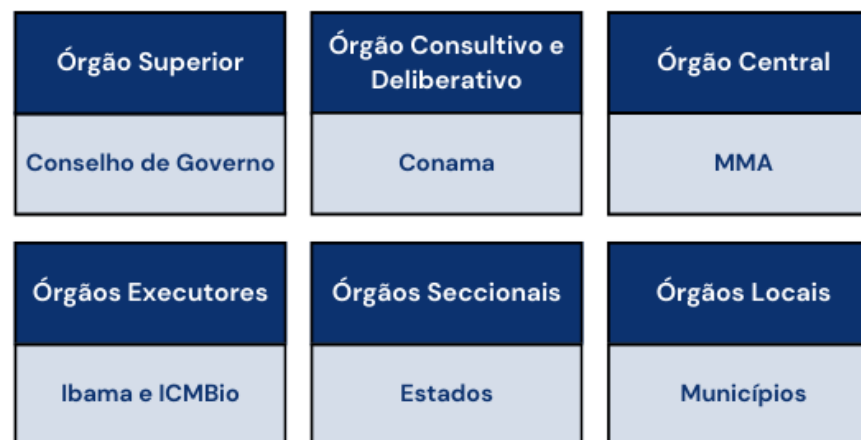 Órgão Superior
Órgão Consultivo e
Deliberativo
Órgão Central
Conselho de Governo
Conama
MMA
Órgãos Executores
Órgãos Seccionais
Órgãos Locais
Ibama e ICMBio
Estados
Municípios